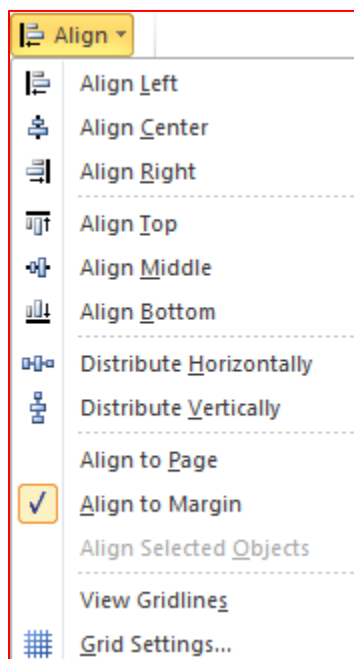 Align
Align Left
Align Center
Align Right
Align Top
Align Middle
Align Bottom
Distribute Horizontally
Distribute Vertically
Align to Page
Align to Margin
Align Selected Objects
View Gridlines
Grid Settings...